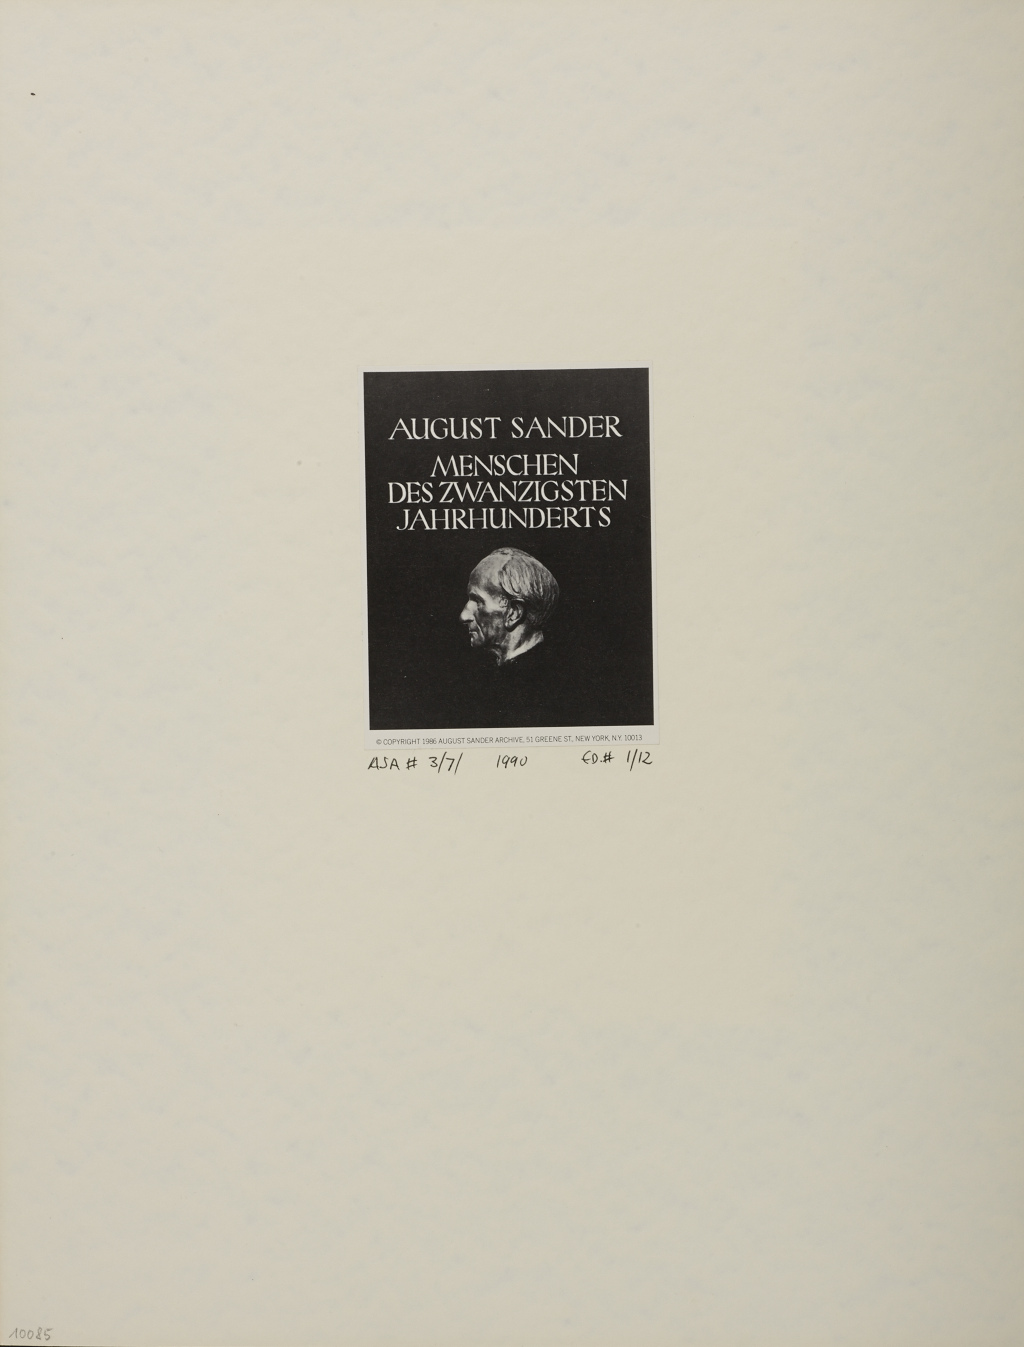 AUGUST SANDER
MENSCHEN
DES ZWANZIGSTEN
JAHRHUNDERTS
© COPYRIGHT 1986 AUGUST SANDER ARCHIVE, 51 GREENE ST., NEW YORK, N.Y. 10013
ASA # 3/7/ 1990 ED.# 1/12
10085